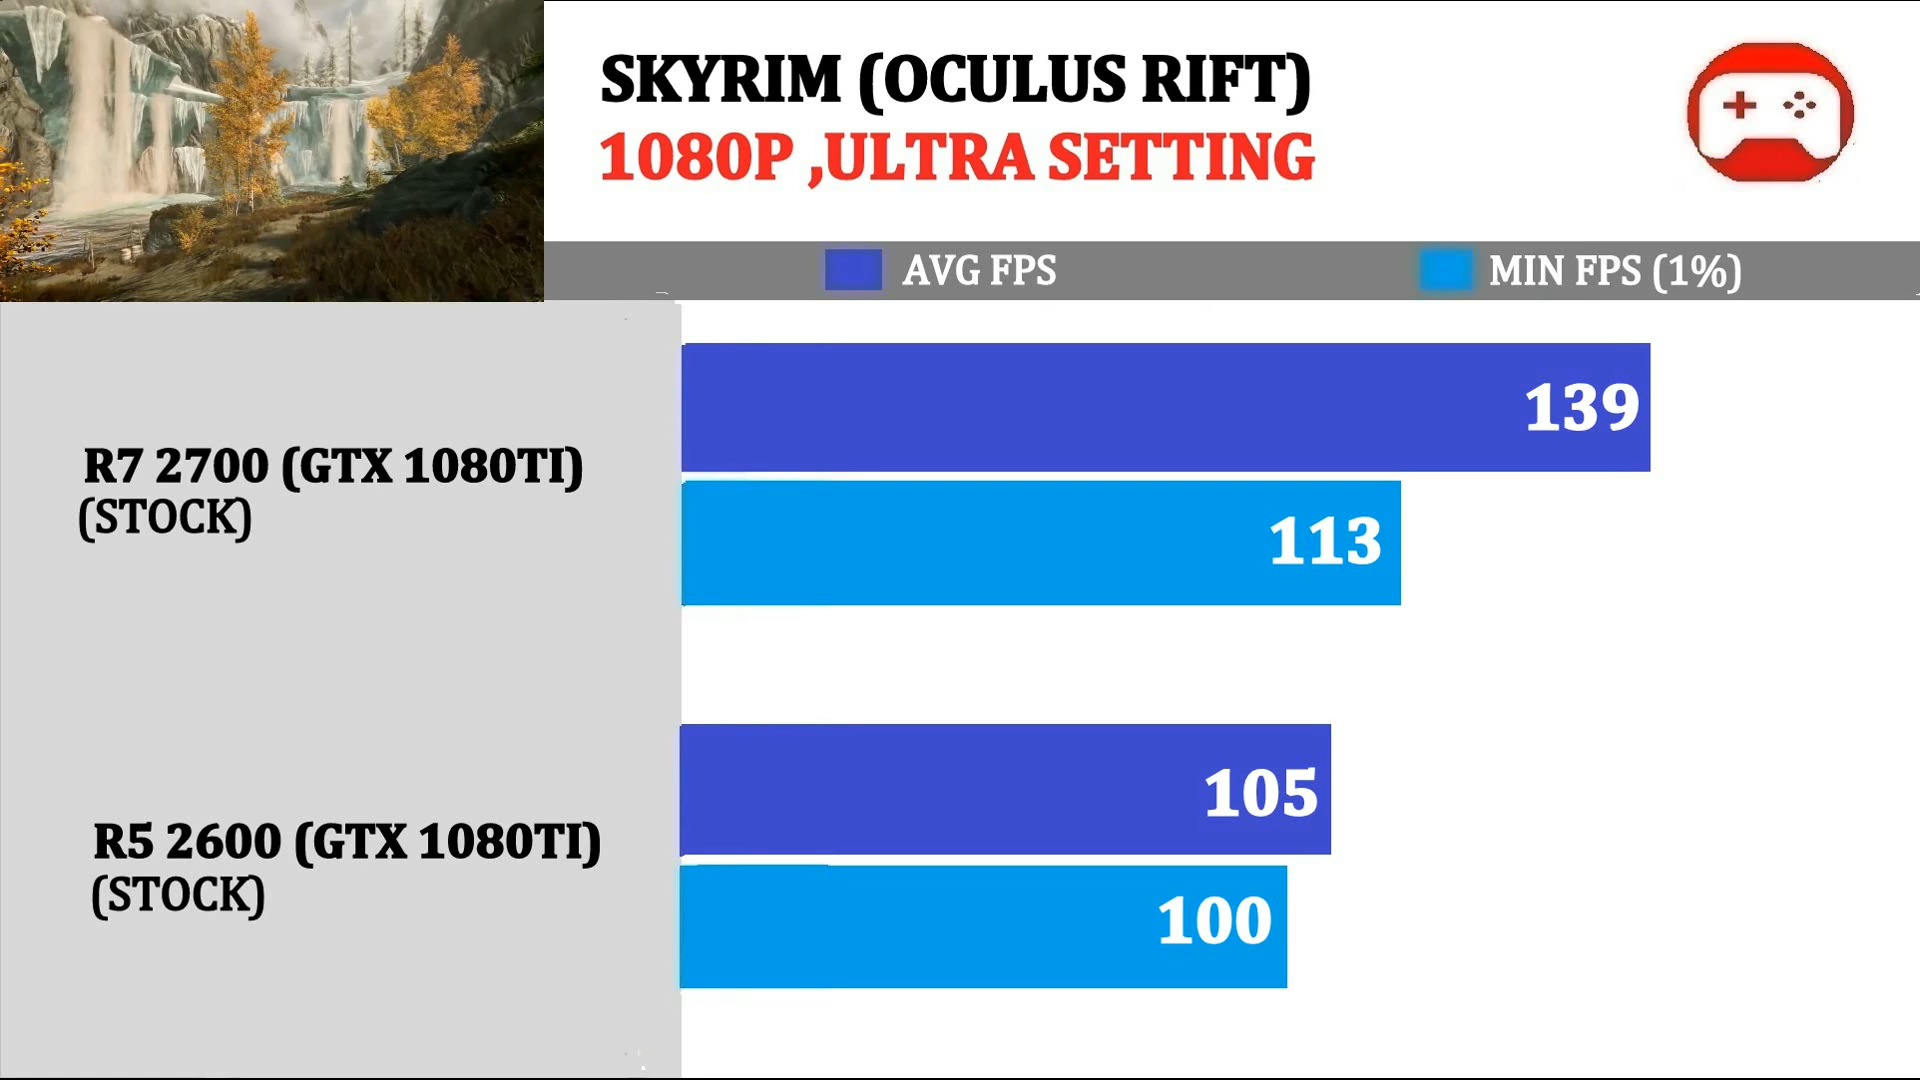 SKYRIM (OCULUS RIFT)
1080P ,ULTRA SETTING
AVG FPS
MIN FPS (1%)
R7 2700 (GTX 1080TI)
(STOCK)
139
113
R5 2600 (GTX 1080TI)
(STOCK)
105
100